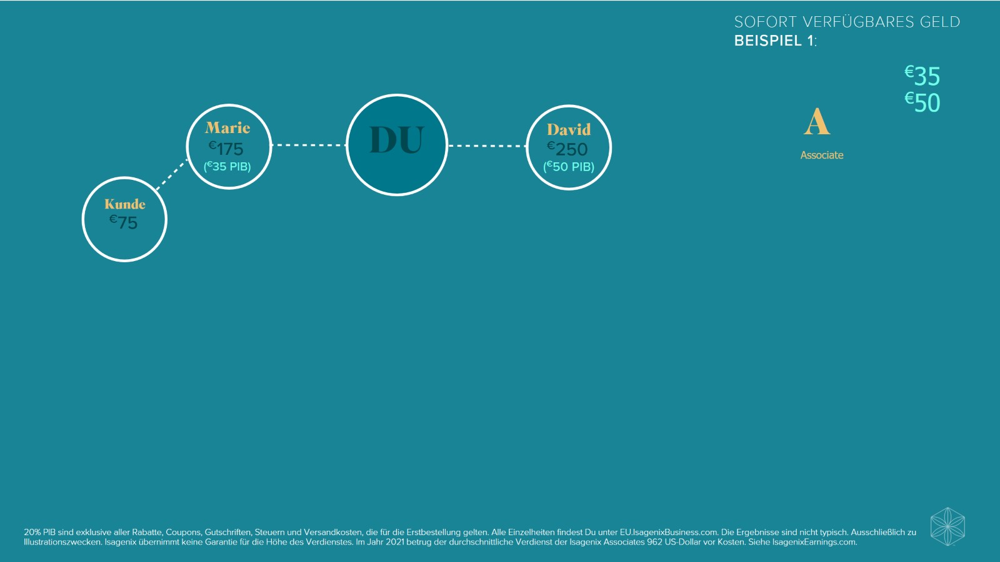 SOFORT VERFÜGBARES GELD
BEISPIEL 1:
€35
€50
A
Associate
Marie
€175
(€35 PIB)
DU
David
€250
(€50 PIB)
Kunde
€75
20% PIB sind exklusive aller Rabatte, Coupons, Gutschriften, Steuern und Versandkosten, die für die Erstbestellung gelten. Alle Einzelheiten findest Du unter EU.IsagenixBusiness.com. Die Ergebnisse sind nicht typisch. Ausschließlich zu
Illustrationszwecken. Isagenix übernimmt keine Garantie für die Höhe des Verdienstes. Im Jahr 2021 betrug der durchschnittliche Verdienst der Isagenix Associates 962 US-Dollar vor Kosten. Siehe IsagenixEarnings.com.